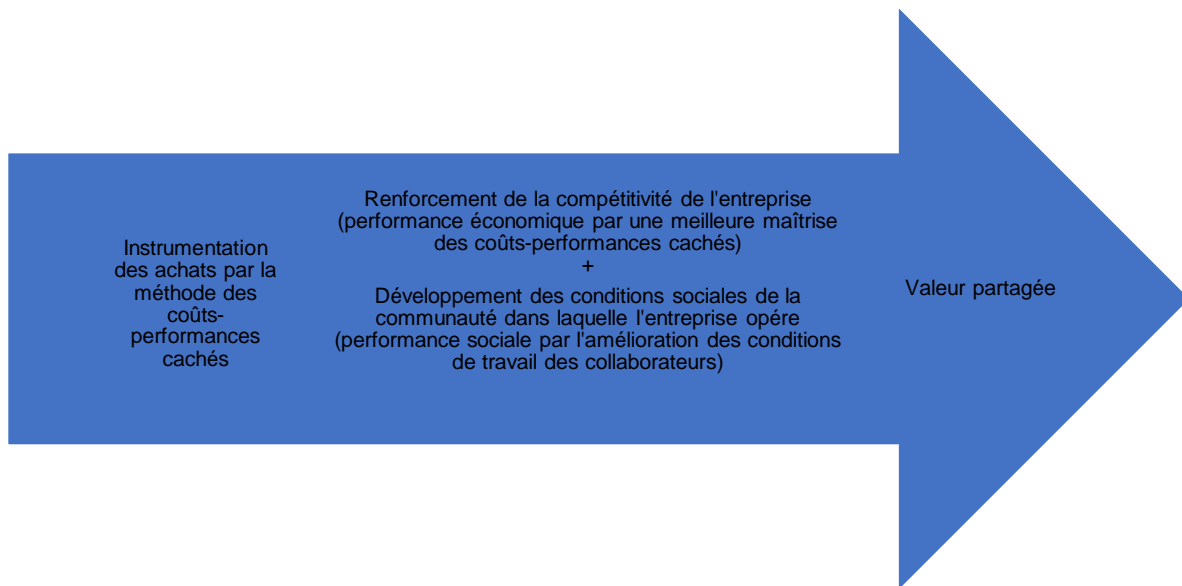 Instrumentation
des achats par la
méthode des
coûts-
performances
cachés
Renforcement de la compétitivité de l'entreprise
(performance économique par une meilleure maîtrise
des coûts-performances cachés)
+
Développement des conditions sociales de la
communauté dans laquelle l'entreprise opére
(performance sociale par l'amélioration des conditions
de travail des collaborateurs)
Valeur partagée